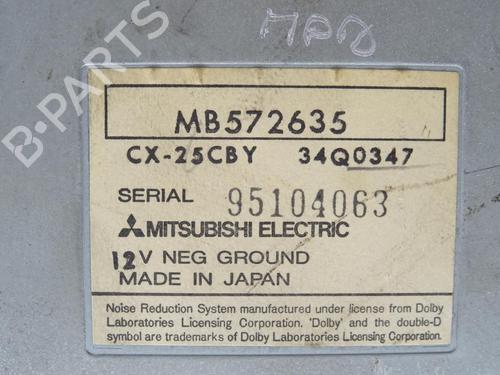 MB572635
CX-25CBY 34Q0347
SERIAL 95104063
MITSUBISHI ELECTRIC
12V NEG GROUND
MADE IN JAPAN
Noise Reduction System manufactured under license from Dolby
Laboratories Licensing Corporation. 'Dolby' and the double-D
symbol are trademarks of Dolby Laboratories Licensing Corporation.
B-PARTS